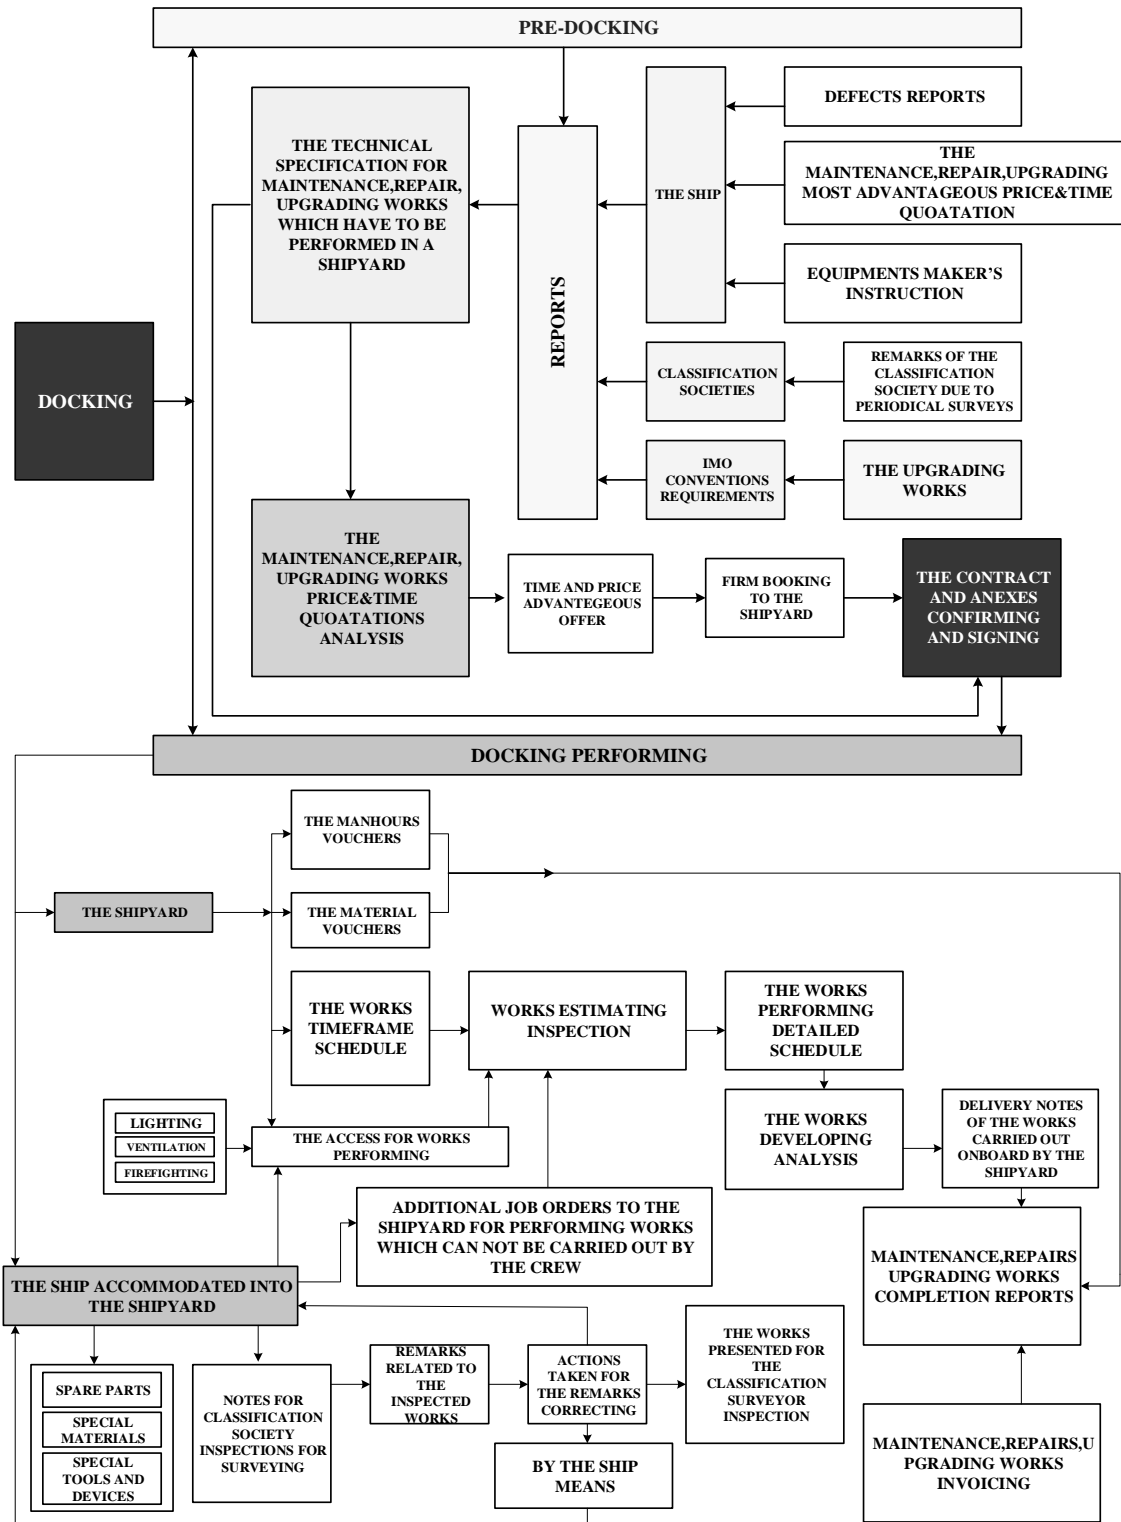 PRE-DOCKING
DEFECTS REPORTS
THE TECHNICAL
SPECIFICATION FOR
MAINTENANCE,REPAIR,
UPGRADING WORKS
WHICH HAVE TO BE
PERFORMED IN A
SHIPYARD
THE
MAINTENANCE,REPAIR,UPGRADING
MOST ADVANTAGEOUS PRICE&TIME
QUOATATION
THE SHIP
EQUIPMENTS MAKER'S
INSTRUCTION
REPORTS
DOCKING
CLASSIFICATION
SOCIETIES
REMARKS OF THE
CLASSIFICATION
SOCIETY DUE TO
PERIODICAL SURVEYS
IMO
CONVENTIONS
REQUIREMENTS
THE UPGRADING
WORKS
THE
MAINTENANCE,REPAIR,
UPGRADING WORKS
PRICE&TIME
QUOATATIONS
ANALYSIS
TIME AND PRICE
ADVANTEGEOUS
OFFER
FIRM BOOKING
TO THE
SHIPYARD
THE CONTRACT
AND ANEXES
CONFIRMING
AND SIGNING
DOCKING PERFORMING
THE MANHOURS
VOUCHERS
THE SHIPYARD
THE MATERIAL
VOUCHERS
THE WORKS
TIMEFRAME
SCHEDULE
WORKS ESTIMATING
INSPECTION
THE WORKS
PERFORMING
DETAILED
SCHEDULE
LIGHTING
VENTILATION
FIREFIGHTING
THE ACCESS FOR WORKS
PERFORMING
THE WORKS
DEVELOPING
ANALYSIS
DELIVERY NOTES
OF THE WORKS
CARRIED OUT
ONBOARD BY THE
SHIPYARD
ADDITIONAL JOB ORDERS TO THE
SHIPYARD FOR PERFORMING WORKS
WHICH CAN NOT BE CARRIED OUT BY
THE CREW
MAINTENANCE,REPAIRS
UPGRADING WORKS
COMPLETION REPORTS
THE SHIP ACCOMMODATED INTO
THE SHIPYARD
SPARE PARTS
SPECIAL
MATERIALS
SPECIAL
TOOLS AND
DEVICES
NOTES FOR
CLASSIFICATION
SOCIETY
INSPECTIONS FOR
SURVEYING
REMARKS
RELATED TO
THE
INSPECTED
WORKS
ACTIONS
TAKEN FOR
THE REMARKS
CORRECTING
THE WORKS
PRESENTED FOR
THE
CLASSIFICATION
SURVEYOR
INSPECTION
BY THE SHIP
MEANS
MAINTENANCE,REPAIRS,U
PGRADING WORKS
INVOICING